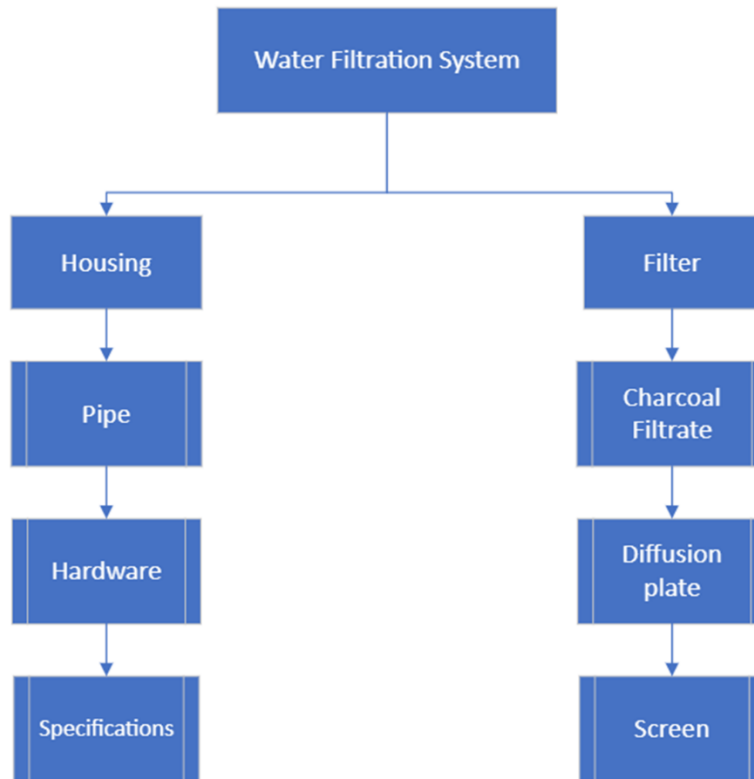 Water Filtration System
Housing
Filter
Pipe
Charcoal
Filtrate
Hardware
Diffusion
plate
Specifications
Screen